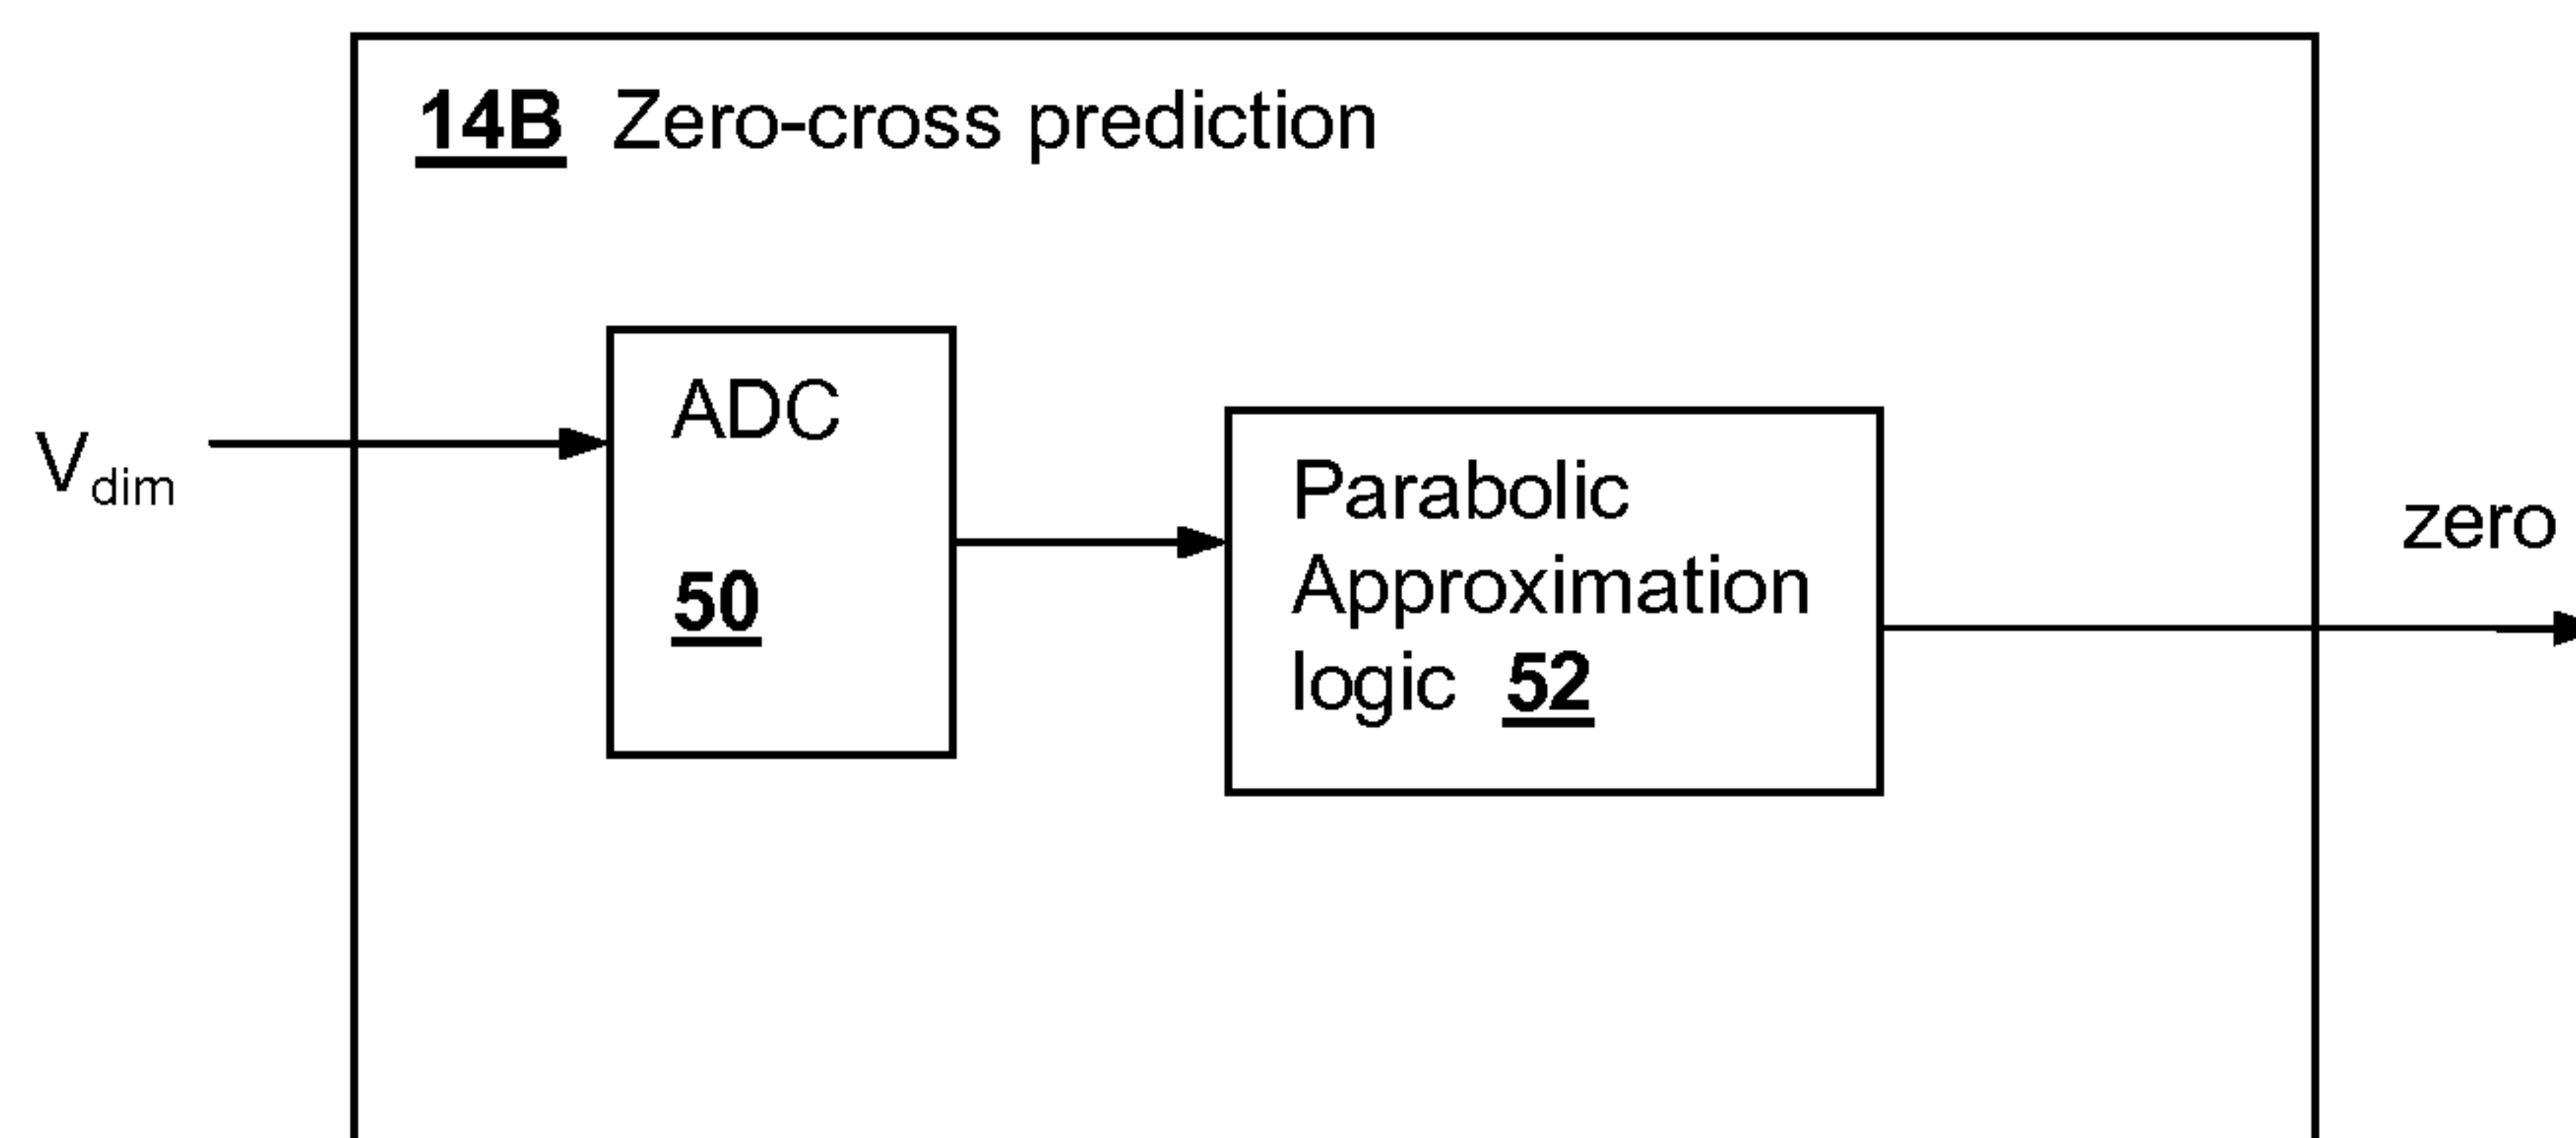 14B Zero-cross prediction
ADC
V_dim
50
Parabolic
Approximation
logic 52
zero